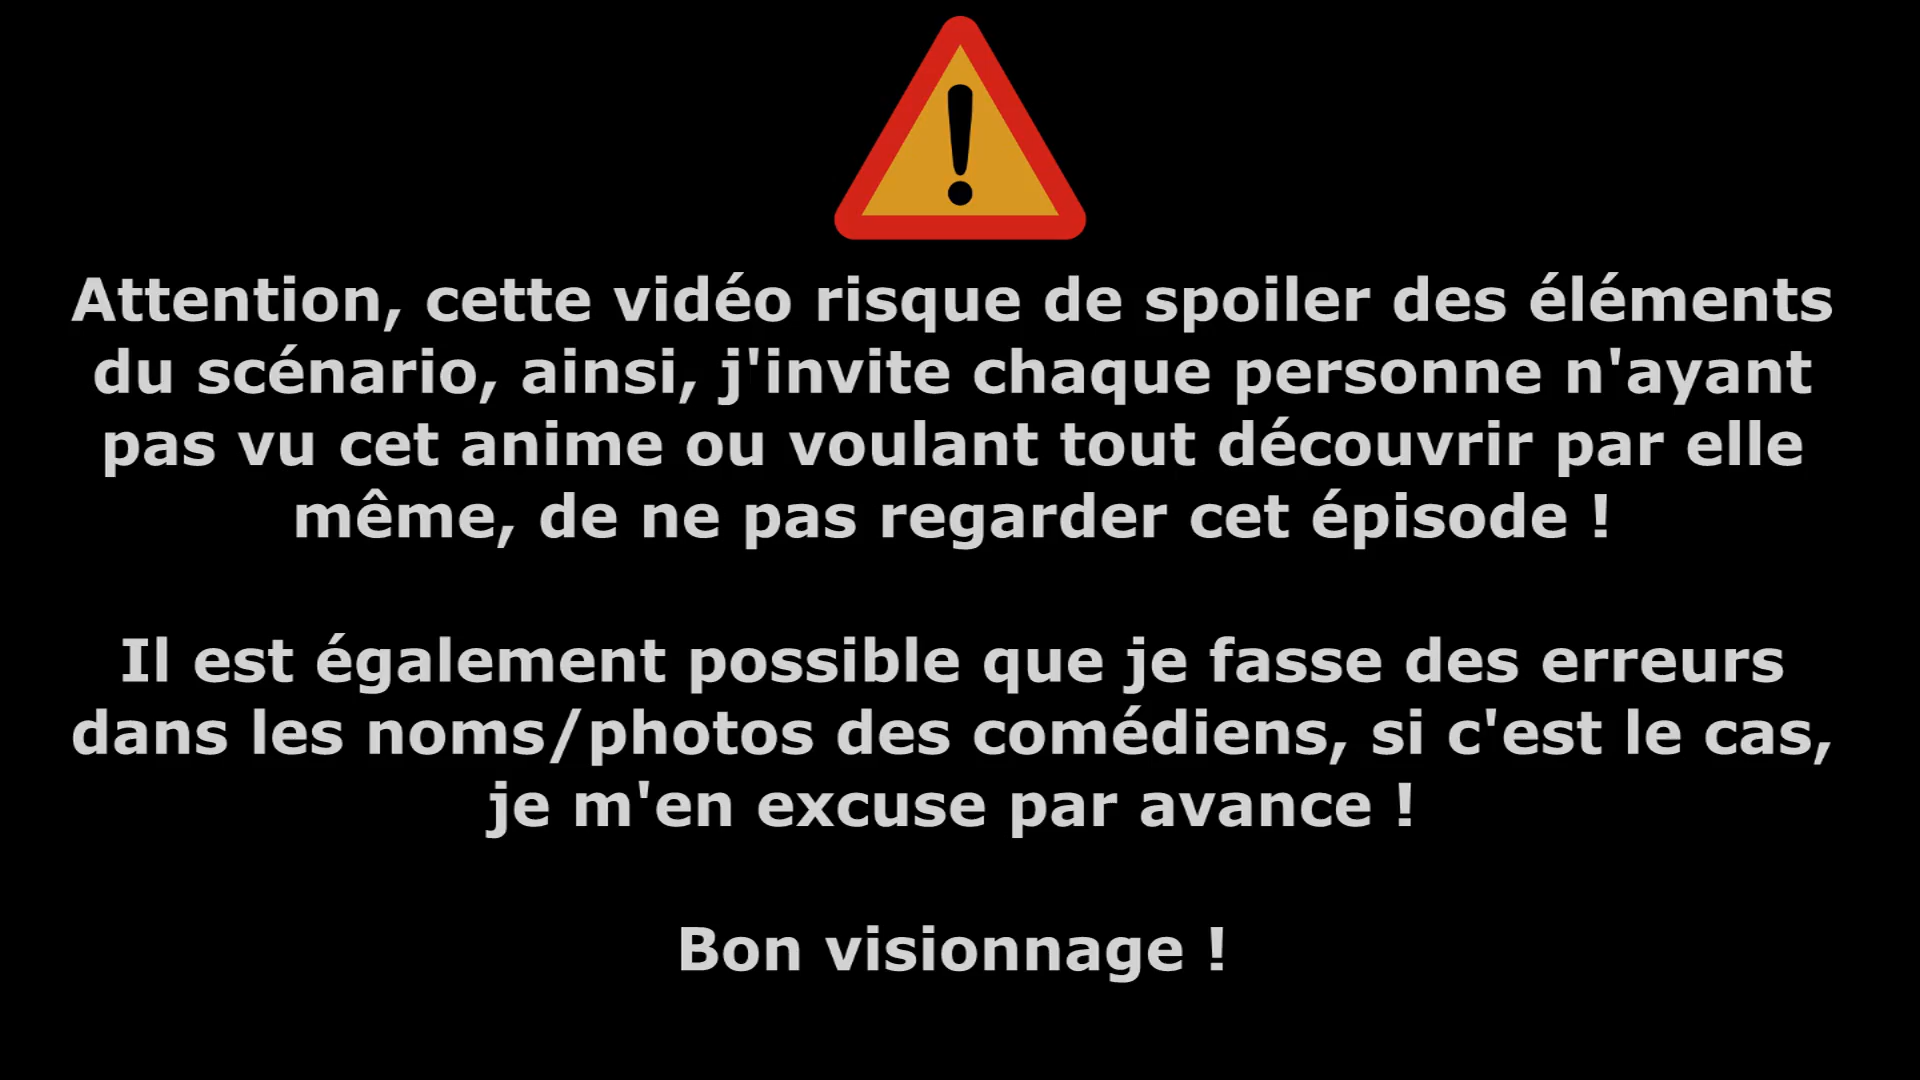 Attention, cette vidéo risque de spoiler des éléments
du scénario, ainsi, j'invite chaque personne n'ayant
pas vu cet anime ou voulant tout découvrir par elle
même, de ne pas regarder cet épisode !
Il est également possible que je fasse des erreurs
dans les noms/photos des comédiens, si c'est le cas,
je m'en excuse par avance !
Bon visionnage !